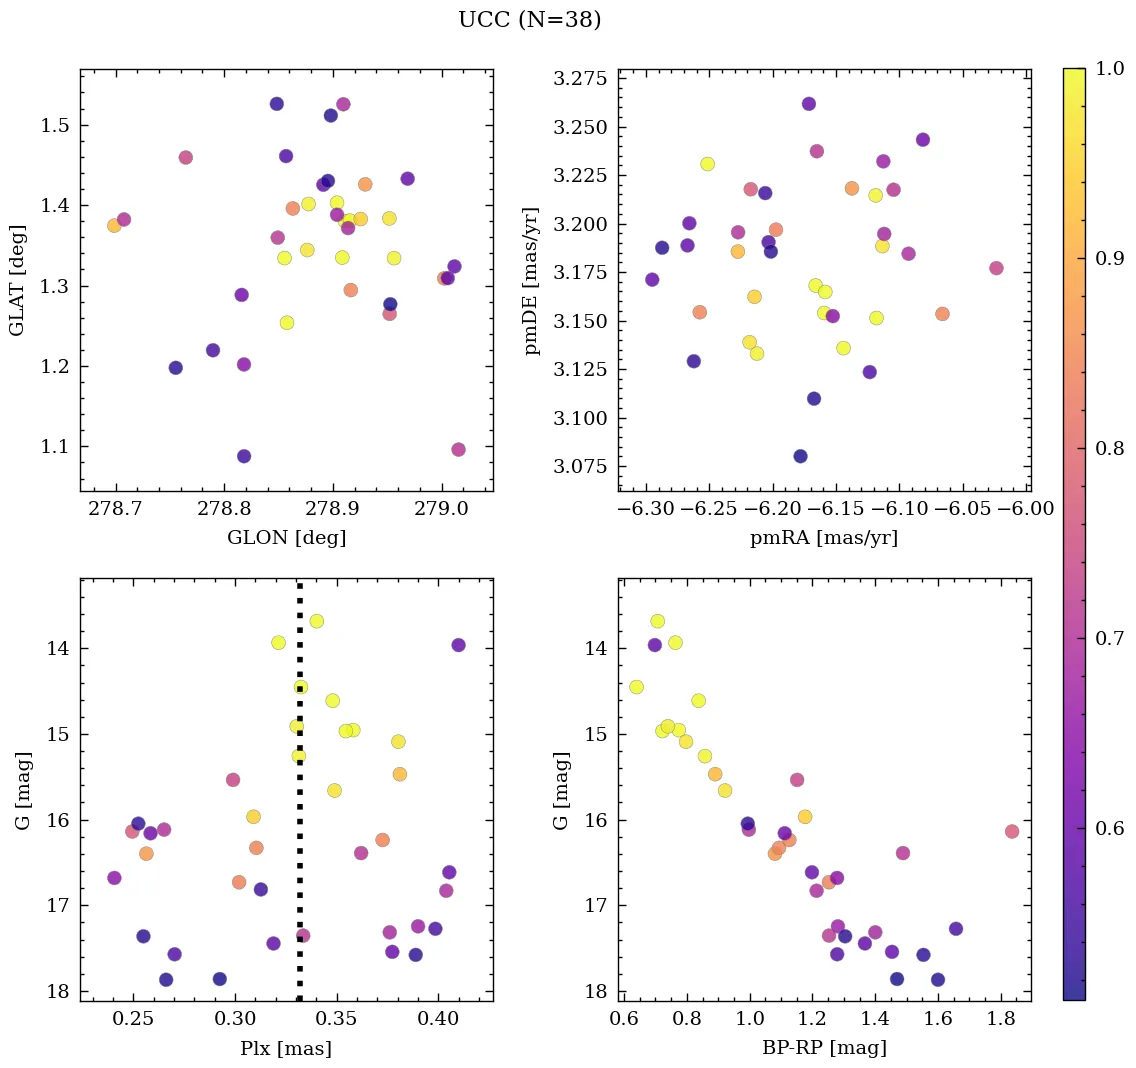 UCC (N=38)
1.5
1.4
1.3
1.2
1.1
GLAT [deg]
278.7 278.8 278.9 279.0
GLON [deg]
3.275
3.250
3.225
3.200
3.175
3.150
3.125
3.100
3.075
pmDE [mas/yr]
−6.30 −6.25 −6.20 −6.15 −6.10 −6.05 −6.00
pmRA [mas/yr]
14
15
16
17
18
G [mag]
0.25 0.30 0.35 0.40
Plx [mas]
14
15
16
17
18
G [mag]
0.6 0.8 1.0 1.2 1.4 1.6 1.8
BP-RP [mag]
1.0
0.9
0.8
0.7
0.6